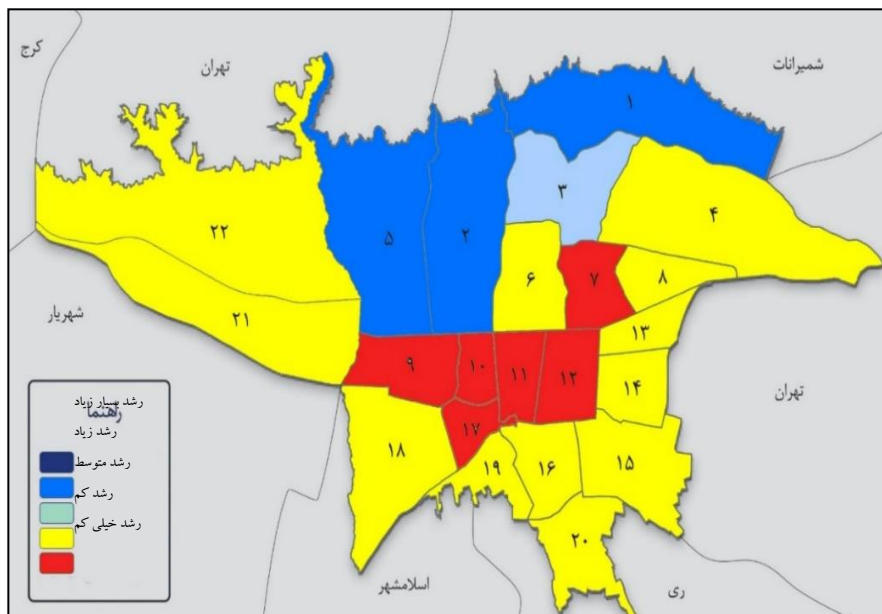 کرج
تهران
شمیرانات
۱
۳
۴
۲۲
۵
۲
۶
۷
۸
شهریار
۲۱
۱۳
۹
۱۰
۱۱
۱۲
۱۴
تهران
۱۸
۱۷
۱۹
۱۶
۱۵
۲۰
اسلامشهر
ری
رشد بسیار زیاد
راهنما
رشد زیاد
رشد متوسط
رشد کم
رشد خیلی کم